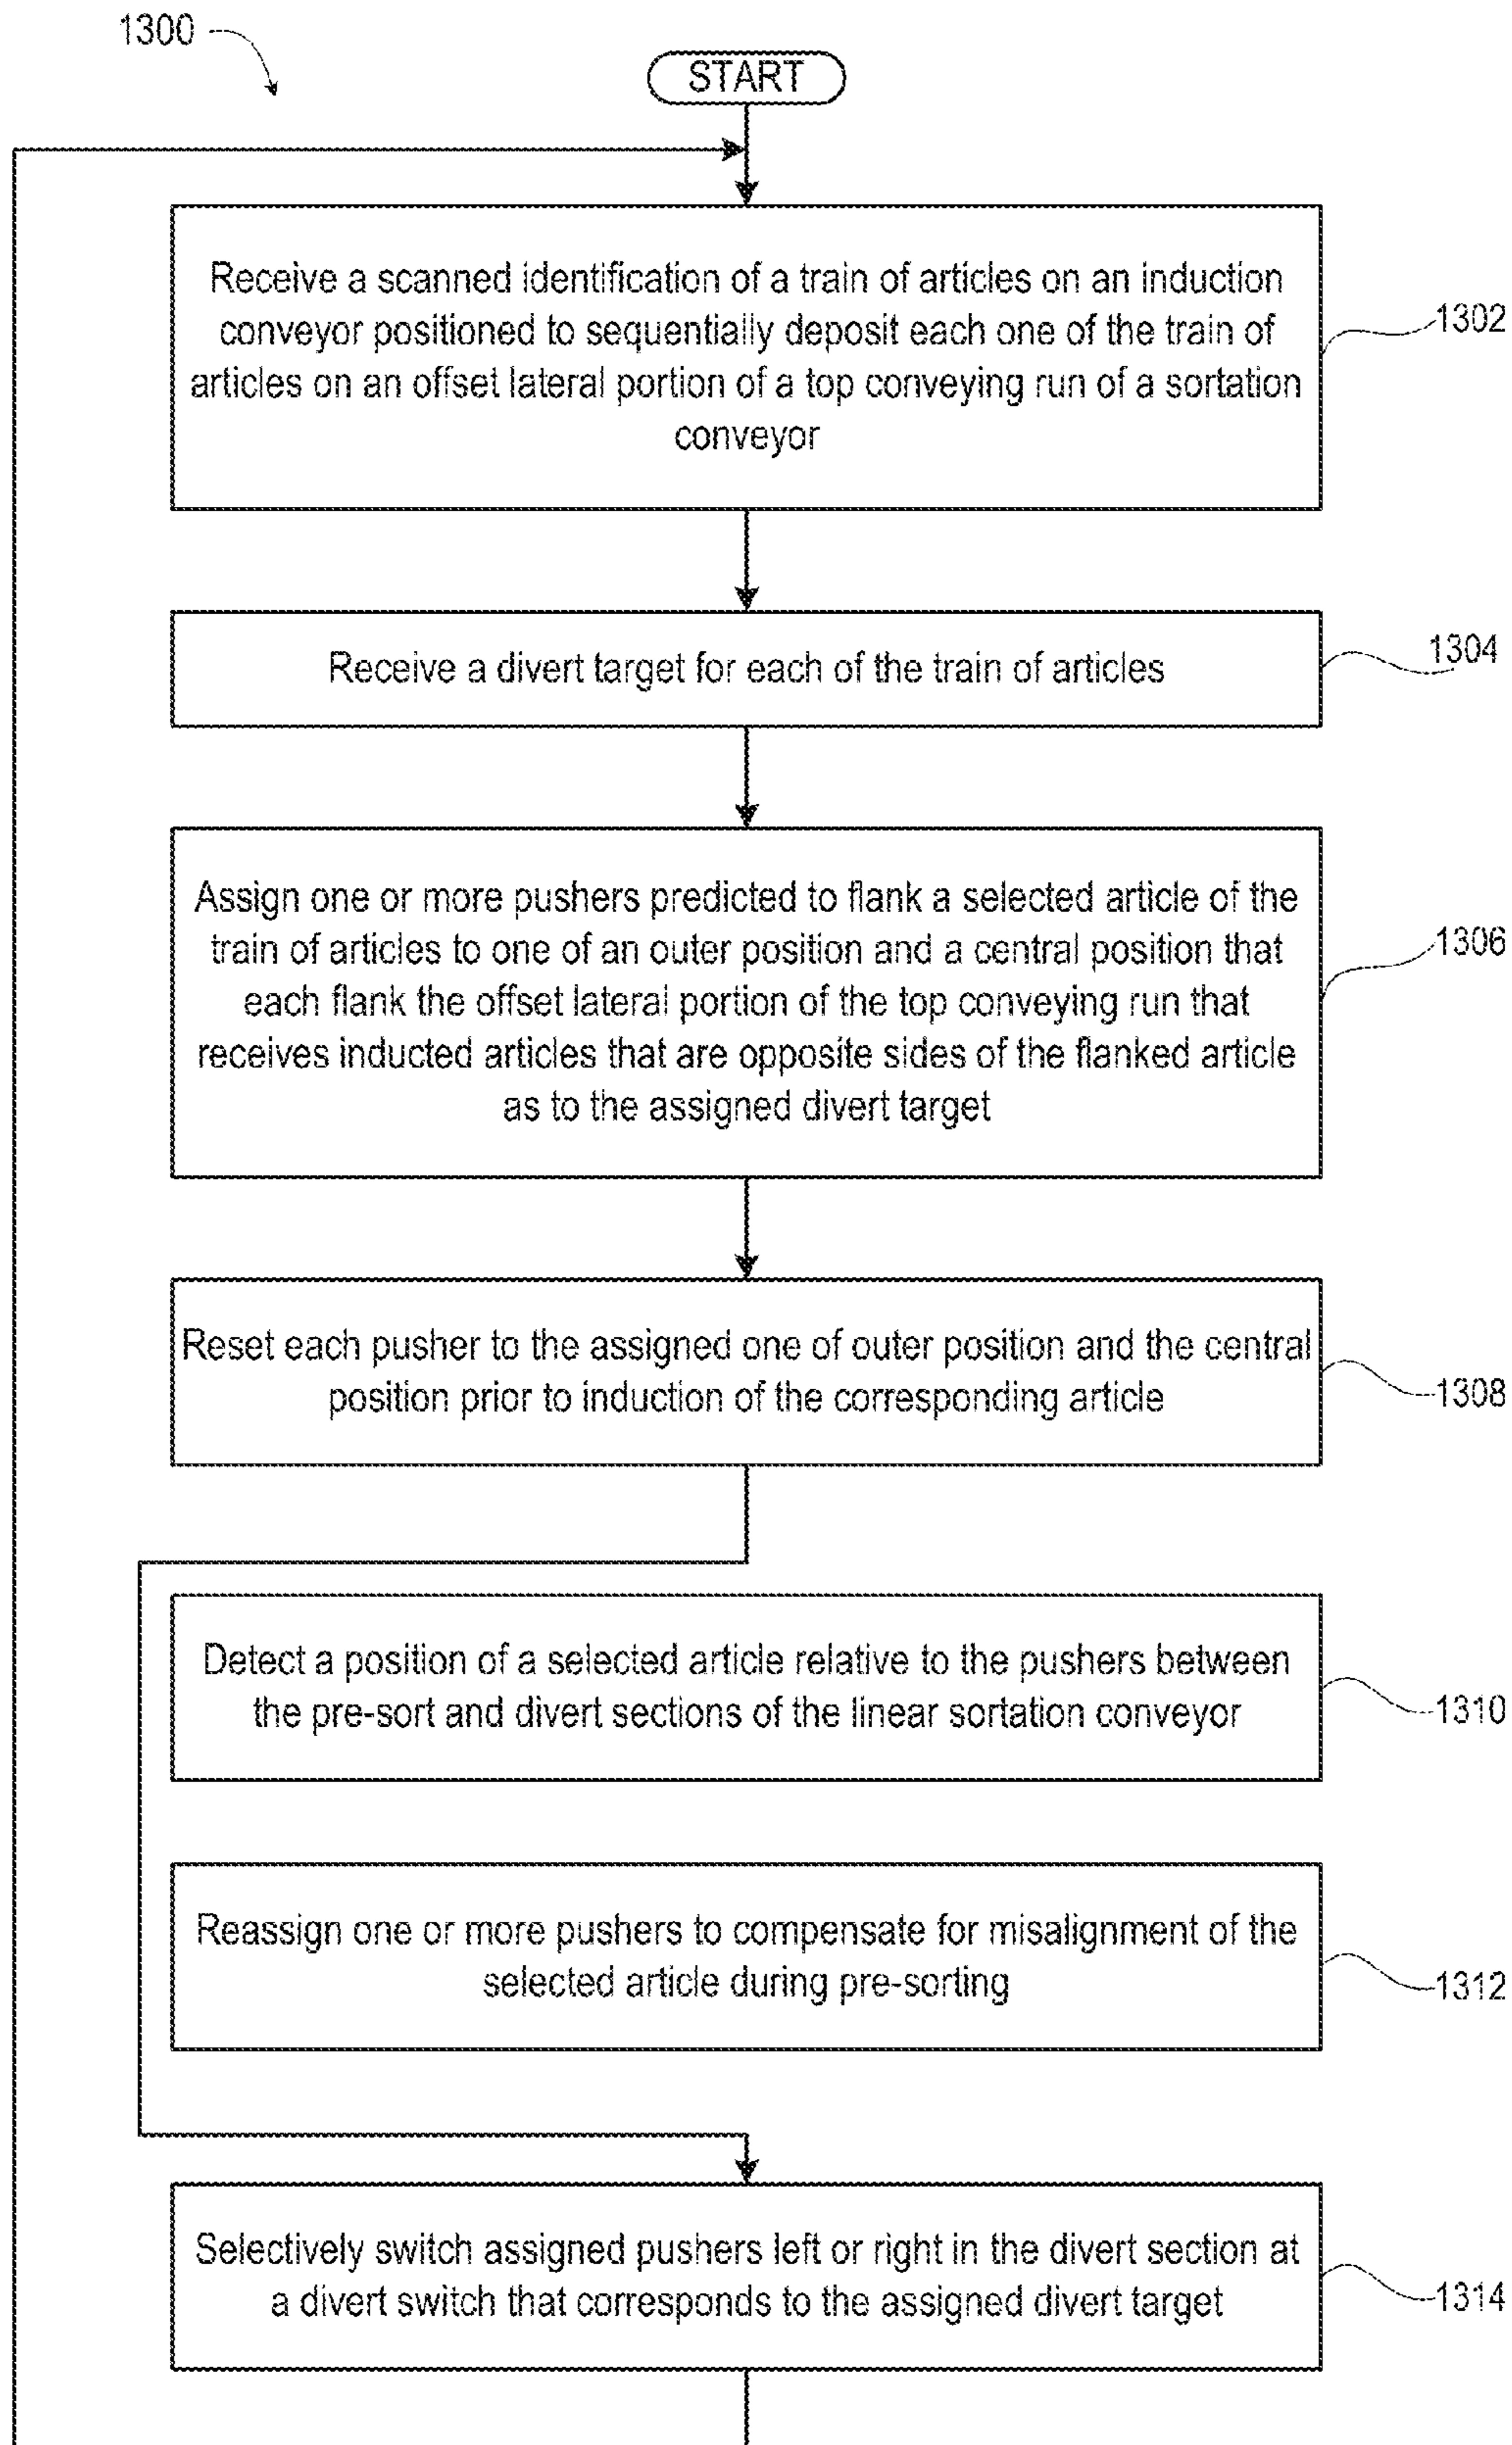 1300
START
Receive a scanned identification of a train of articles on an induction
conveyor positioned to sequentially deposit each one of the train of
articles on an offset lateral portion of a top conveying run of a sortation
conveyor
1302
Receive a divert target for each of the train of articles
1304
Assign one or more pushers predicted to flank a selected article of the
train of articles to one of an outer position and a central position that
each flank the offset lateral portion of the top conveying run that
receives inducted articles that are opposite sides of the flanked article
as to the assigned divert target
1306
Reset each pusher to the assigned one of outer position and the central
position prior to induction of the corresponding article
1308
Detect a position of a selected article relative to the pushers between
the pre-sort and divert sections of the linear sortation conveyor
1310
Reassign one or more pushers to compensate for misalignment of the
selected article during pre-sorting
1312
Selectively switch assigned pushers left or right in the divert section at
a divert switch that corresponds to the assigned divert target
1314